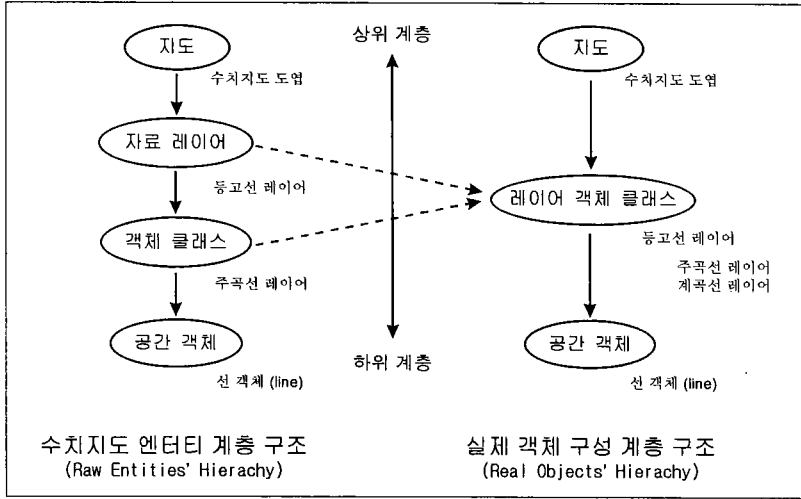 지도
수치지도 도엽
자료 레이어
등고선 레이어
객체 쿨래스
주곡선 레이어
공간 객체
선 객체 (line)
수치지도 엔터티 계층 구조
(Raw Entities' Hierachy)
상위 계층
하위 계층
지도
수치지도 도엽
레이어 객체 클래스
등고선 레이어
주곡선 레이어
계곡선 레이어
공간 객체
선 객체 (line)
실제 객체 구성 계층 구조
(Real Objects' Hierachy)